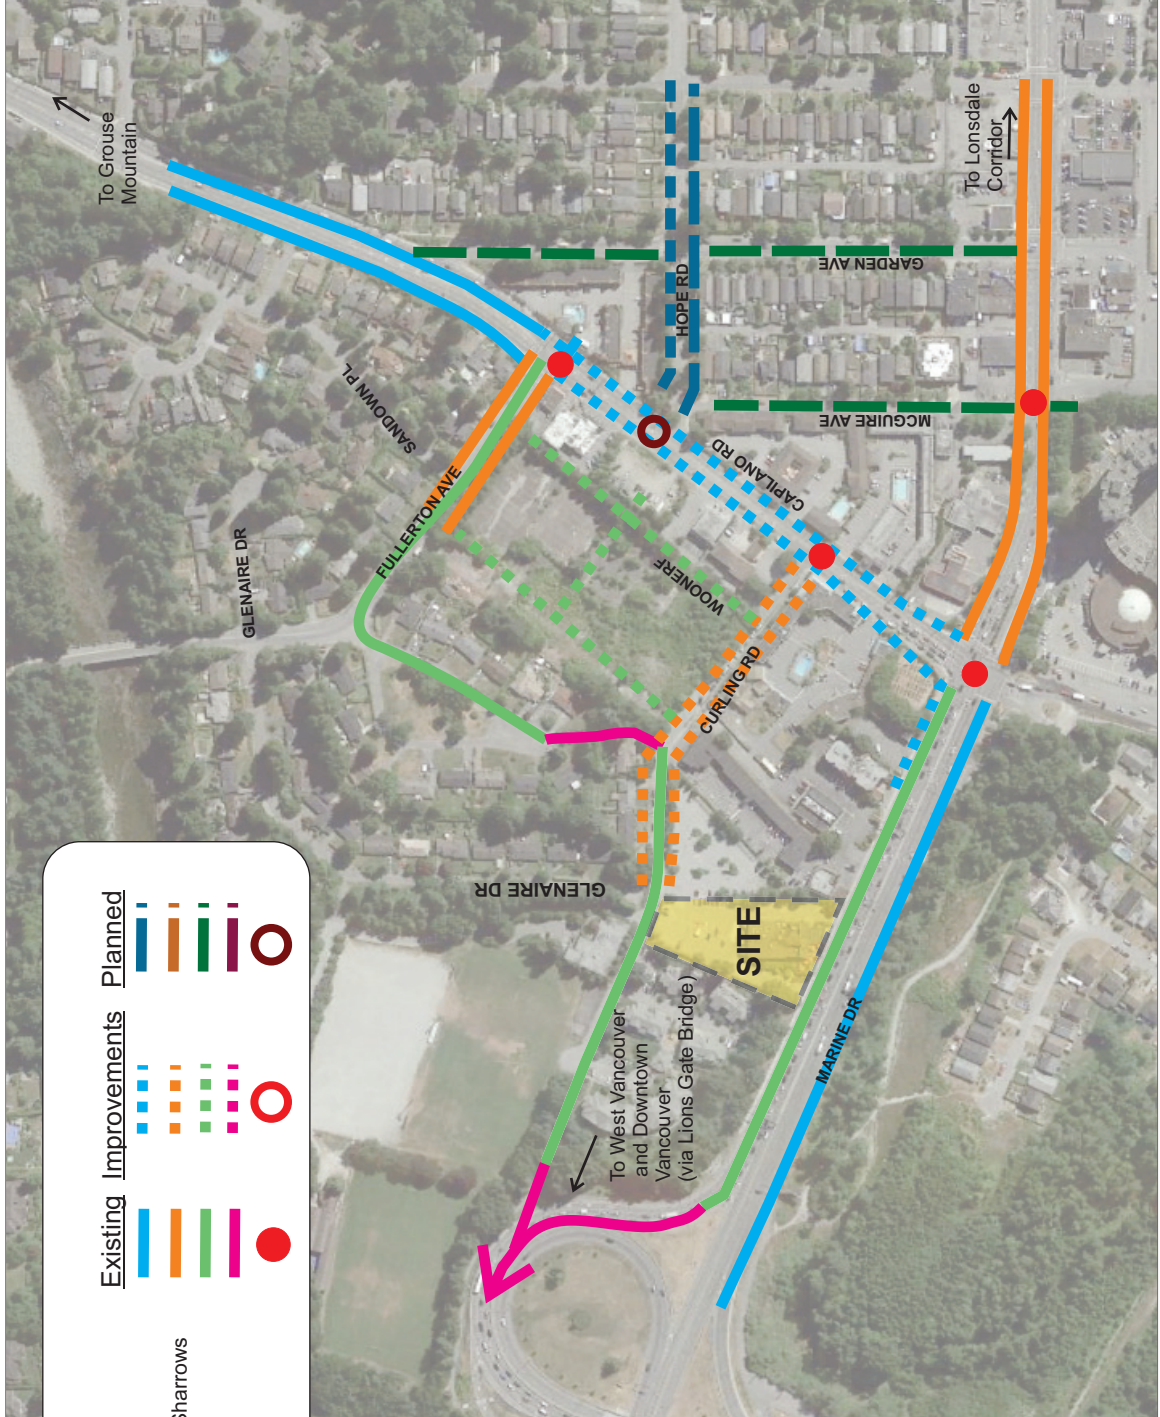 To Grouse
Mountain
To Lonsdale
Corridor
GARDEN AVE
HOPE RD
MCGUIRE AVE
SANDOWN PL
CAPILANO RD
FULLERTON AVE
GLENAIRE DR
WOONERF
CURLING RD
GLENAIRE DR
SITE
MARINE DR
To West Vancouver
and Downtown
Vancouver
(via Lions Gate Bridge)
Existing Improvements Planned